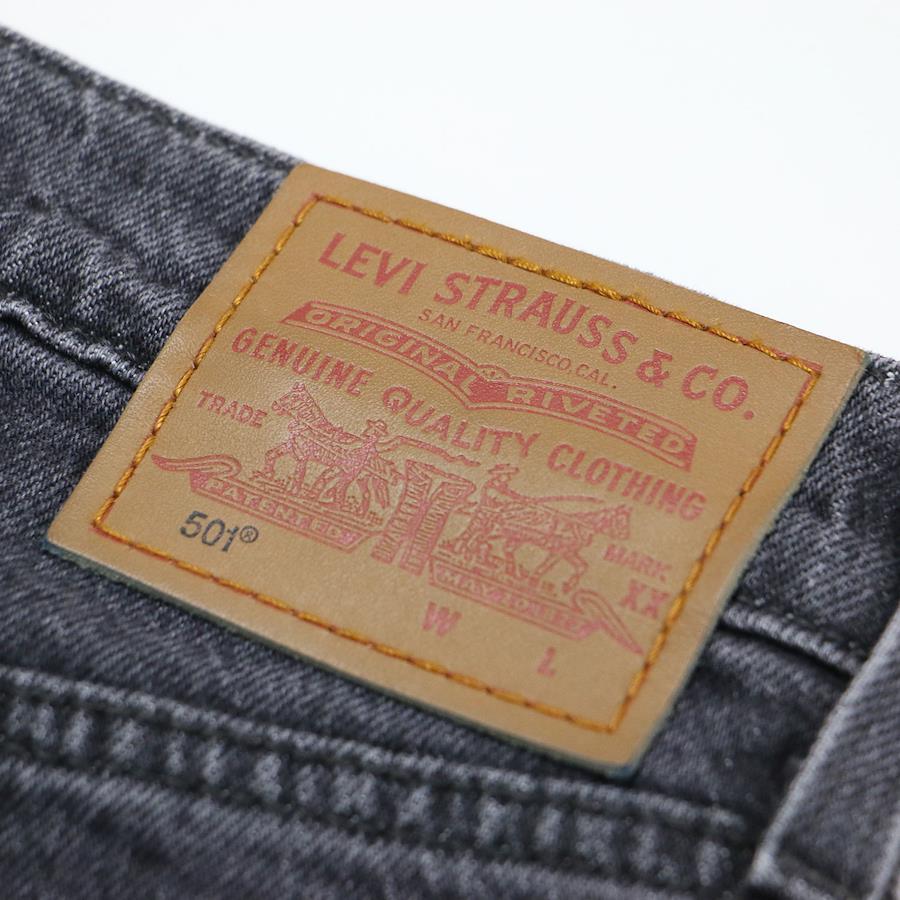 LEVI STRAUSS & CO.
SAN FRANCISCO, CAL.
ORIGINAL RIVETED
GENUINE QUALITY CLOTHING
TRADE MARK
PATENTED MAY 20 1873
501® XX
W L